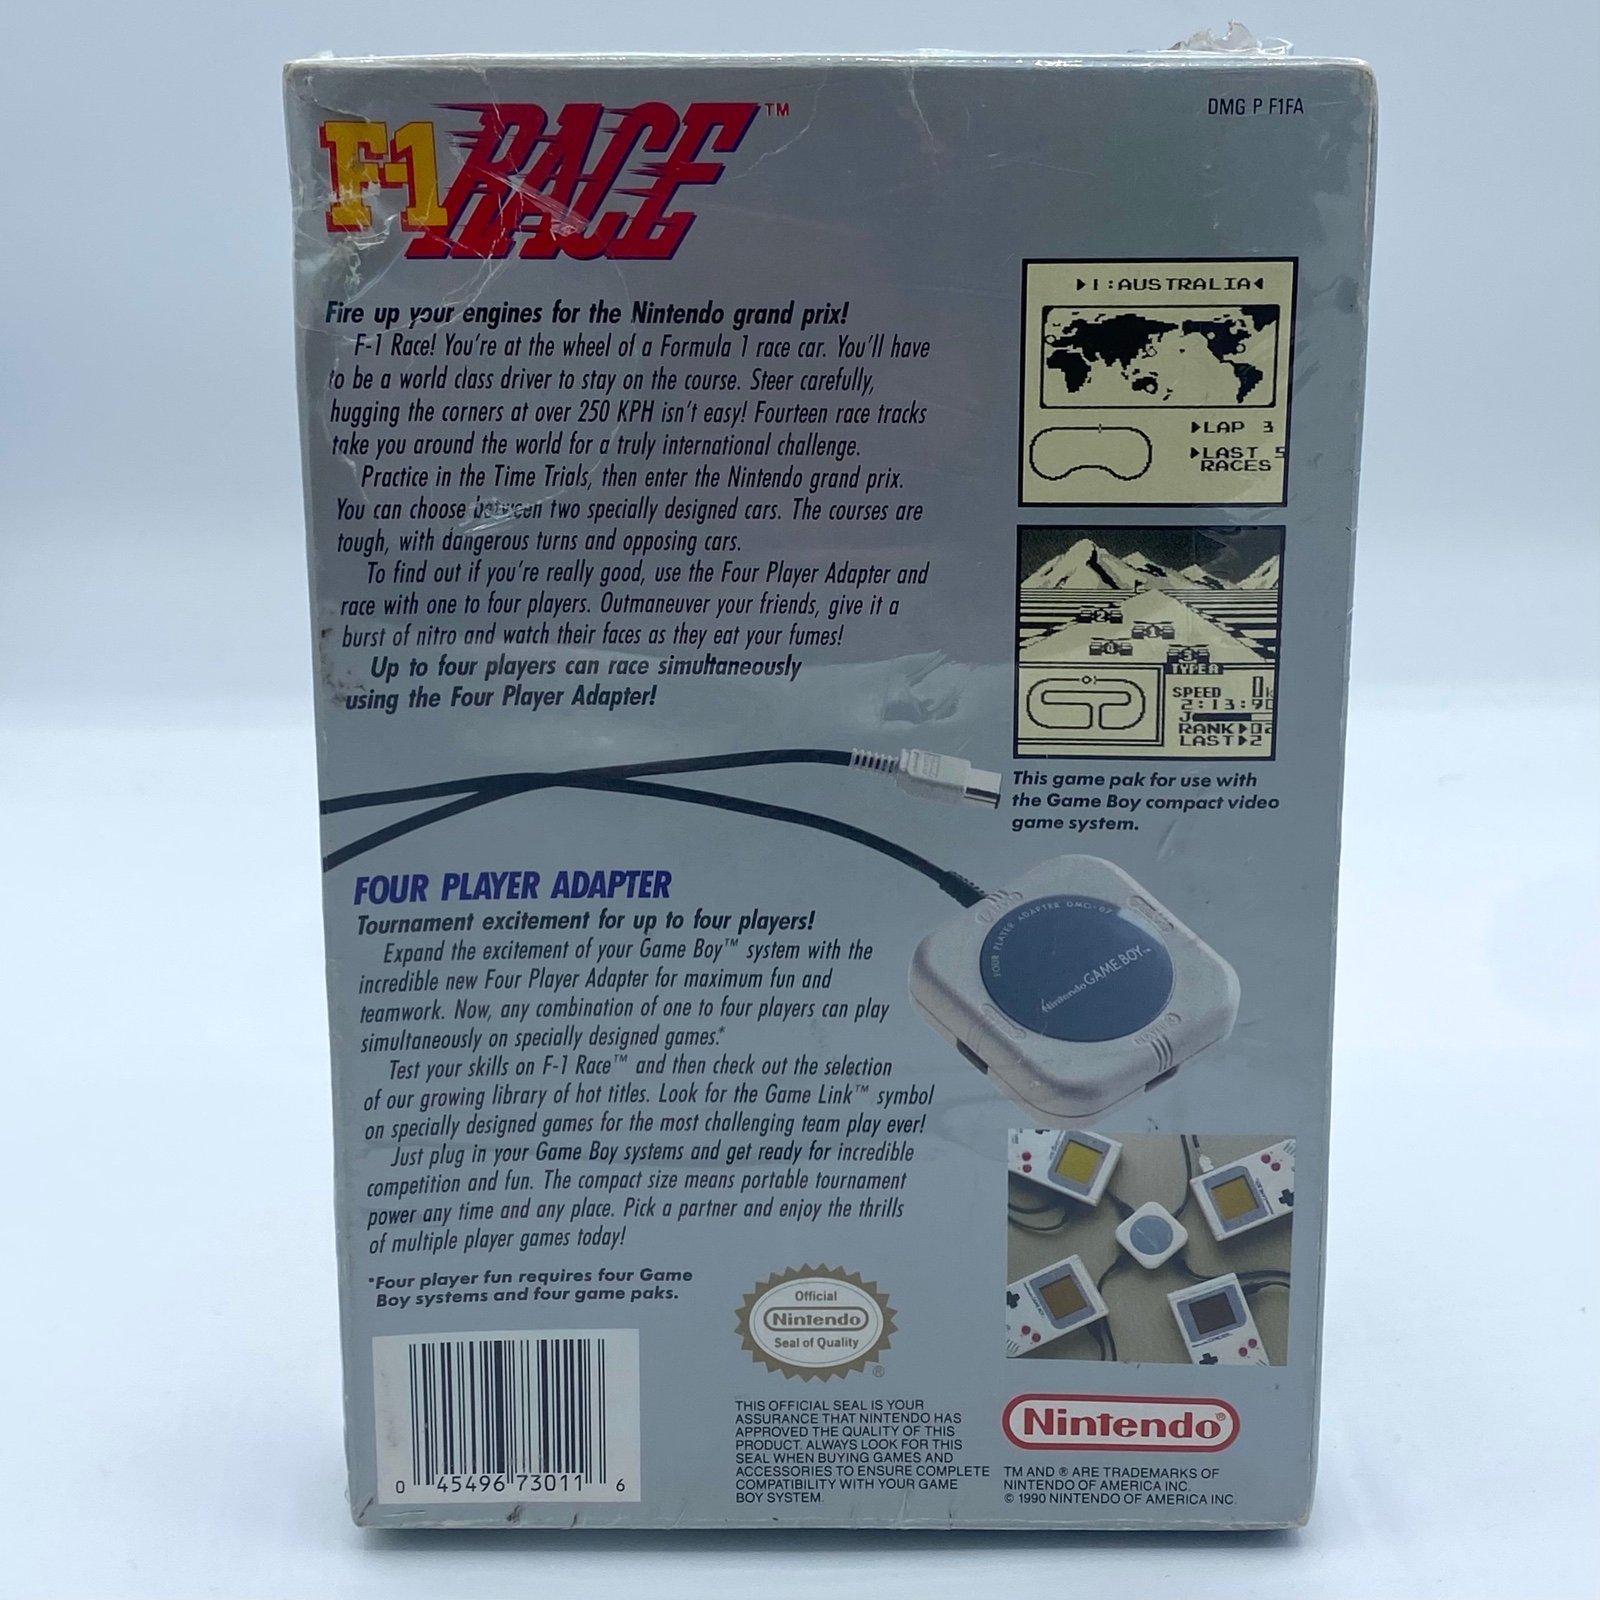 F-1 RACE™
DMG P F1FA
Fire up your engines for the Nintendo grand prix!
F-1 Race! You're at the wheel of a Formula 1 race car. You'll have
to be a world class driver to stay on the course. Steer carefully,
hugging the corners at over 250 KPH isn't easy! Fourteen race tracks
take you around the world for a truly international challenge.
Practice in the Time Trials, then enter the Nintendo grand prix.
You can choose between two specially designed cars. The courses are
tough, with dangerous turns and opposing cars.
To find out if you're really good, use the Four Player Adapter and
race with one to four players. Outmaneuver your friends, give it a
burst of nitro and watch their faces as they eat your fumes!
Up to four players can race simultaneously
using the Four Player Adapter!
▶1:AUSTRALIA◀
▶LAP 3
▶LAST 5
RACES
2
1
4
3
TYPE A
SPEED 0k
2:13:90
J
RANK▶02
LAST▶2
This game pak for use with
the Game Boy compact video
game system.
FOUR PLAYER ADAPTER
Tournament excitement for up to four players!
Expand the excitement of your Game Boy™ system with the
incredible new Four Player Adapter for maximum fun and
teamwork. Now, any combination of one to four players can play
simultaneously on specially designed games.*
Test your skills on F-1 Race™ and then check out the selection
of our growing library of hot titles. Look for the Game Link™ symbol
on specially designed games for the most challenging team play ever!
Just plug in your Game Boy systems and get ready for incredible
competition and fun. The compact size means portable tournament
power any time and any place. Pick a partner and enjoy the thrills
of multiple player games today!
*Four player fun requires four Game
Boy systems and four game paks.
FOUR PLAYER ADAPTER DMG-07
Nintendo GAME BOY™
0 45496 73011 6
Official
Nintendo
Seal of Quality
®
THIS OFFICIAL SEAL IS YOUR
ASSURANCE THAT NINTENDO HAS
APPROVED THE QUALITY OF THIS
PRODUCT. ALWAYS LOOK FOR THIS
SEAL WHEN BUYING GAMES AND
ACCESSORIES TO ENSURE COMPLETE
COMPATIBILITY WITH YOUR GAME
BOY SYSTEM.
Nintendo®
TM AND ® ARE TRADEMARKS OF
NINTENDO OF AMERICA INC.
© 1990 NINTENDO OF AMERICA INC.